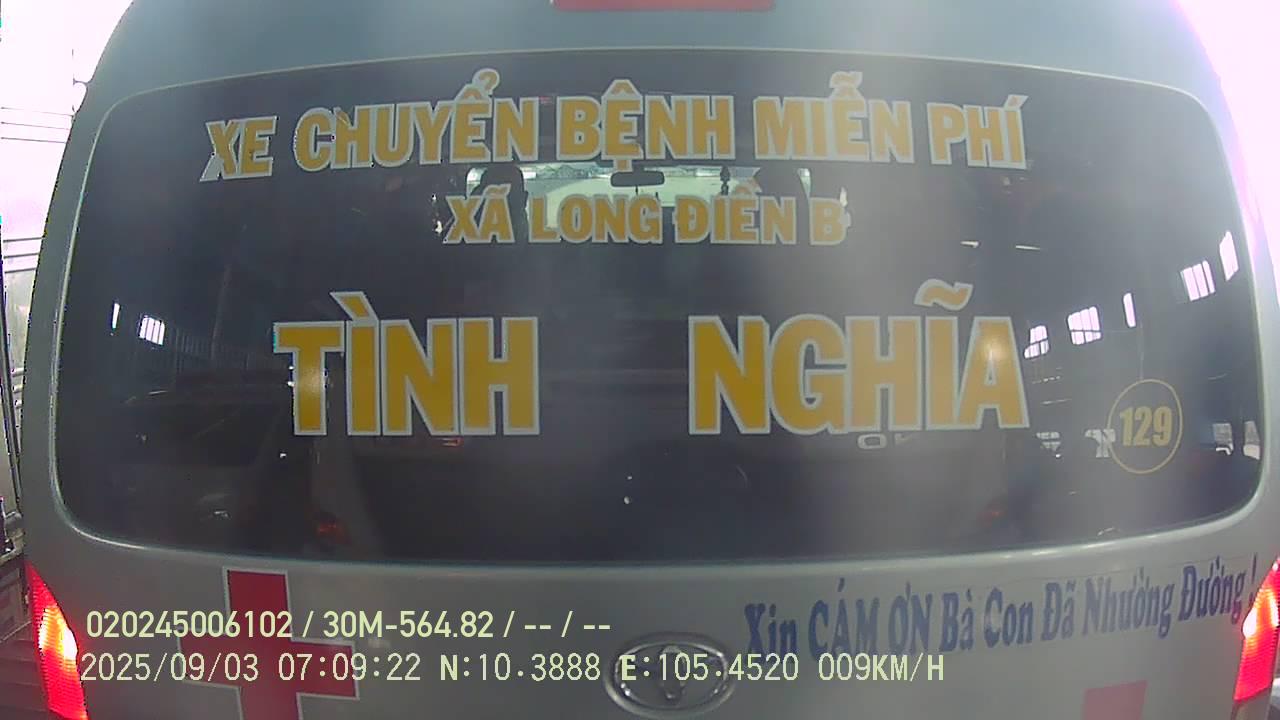 XE CHUYỂN BỆNH MIỄN PHÍ
XÃ LONG ĐIỀN B
TÌNH NGHĨA
129
Xin CÁM ƠN Bà Con Đã Nhường Đường !
020245006102 / 30M-564.82 / -- / --
2025/09/03 07:09:22 N:10.3888 E:105.4520 009KM/H